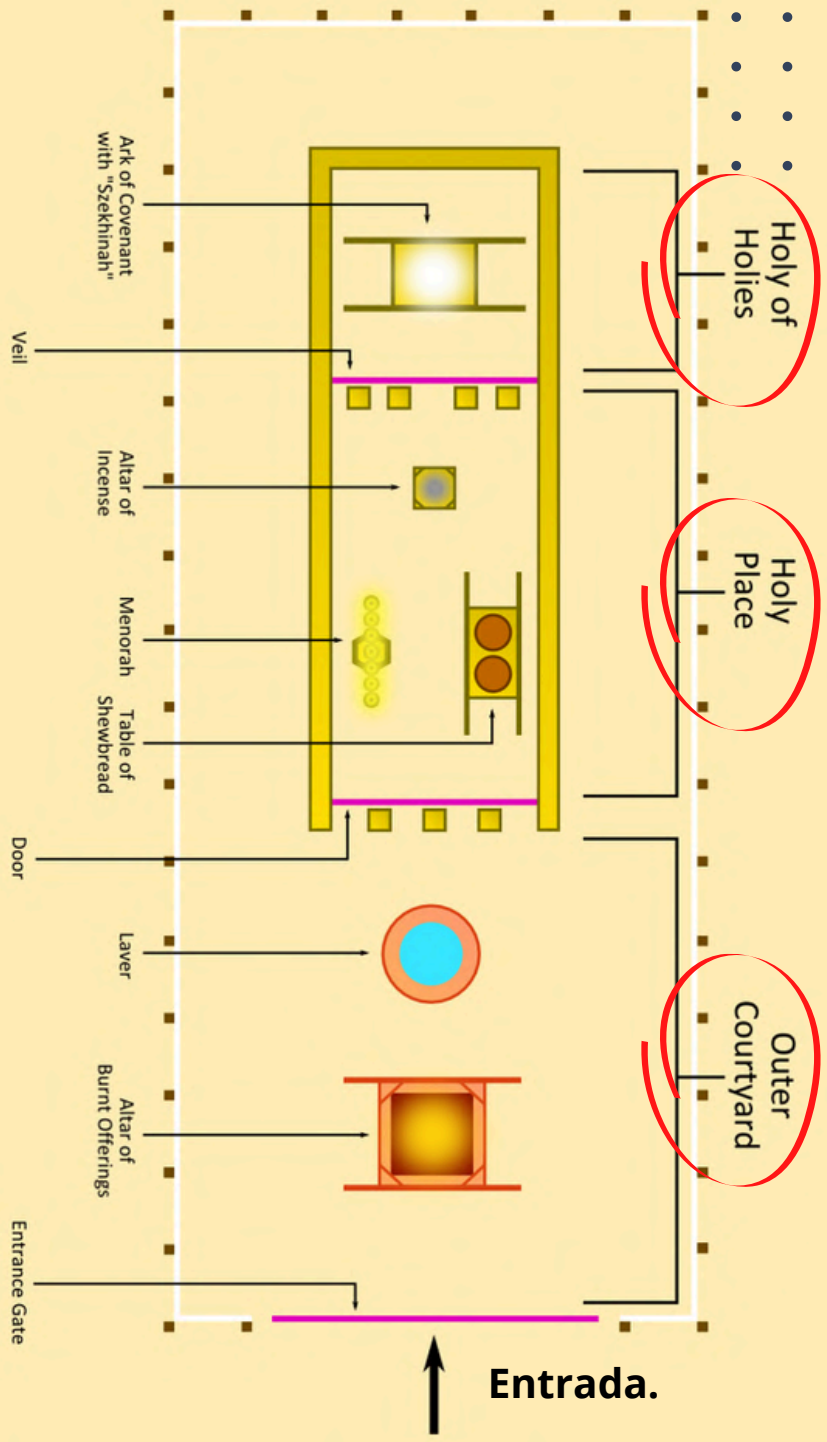 Holy of
Holies
Holy
Place
Outer
Courtyard
Ark of Covenant
with "Szekhinah"
Veil
Altar of
Incense
Menorah
Table of
Shewbread
Door
Laver
Altar of
Burnt Offerings
Entrance Gate
Entrada.